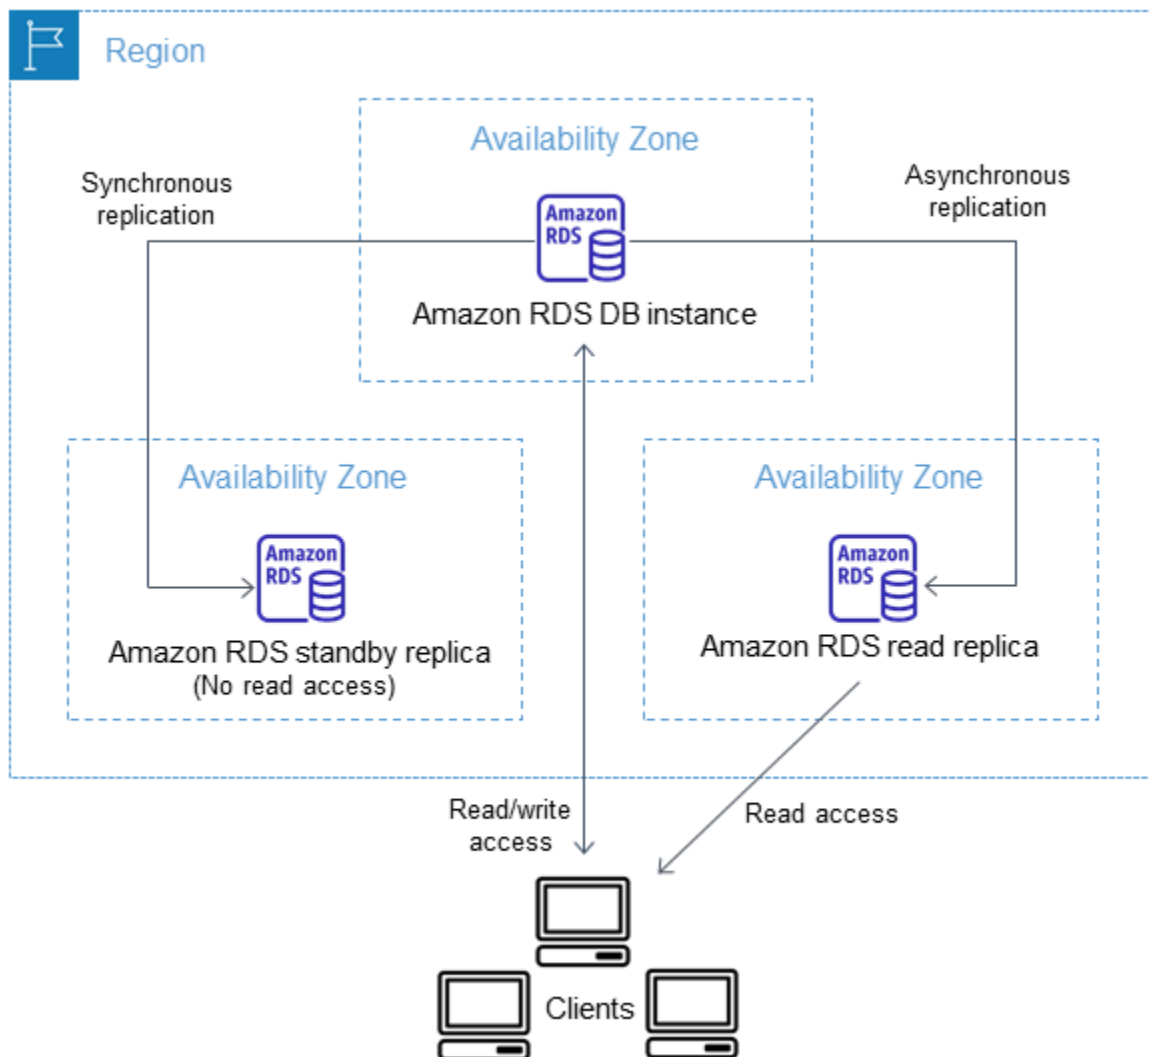 Region
Availability Zone
Synchronous
replication
Asynchronous
replication
Amazon
RDS
Amazon RDS DB instance
Availability Zone
Amazon
RDS
Amazon RDS standby replica
(No read access)
Availability Zone
Amazon
RDS
Amazon RDS read replica
Read/write
access
Read access
Clients